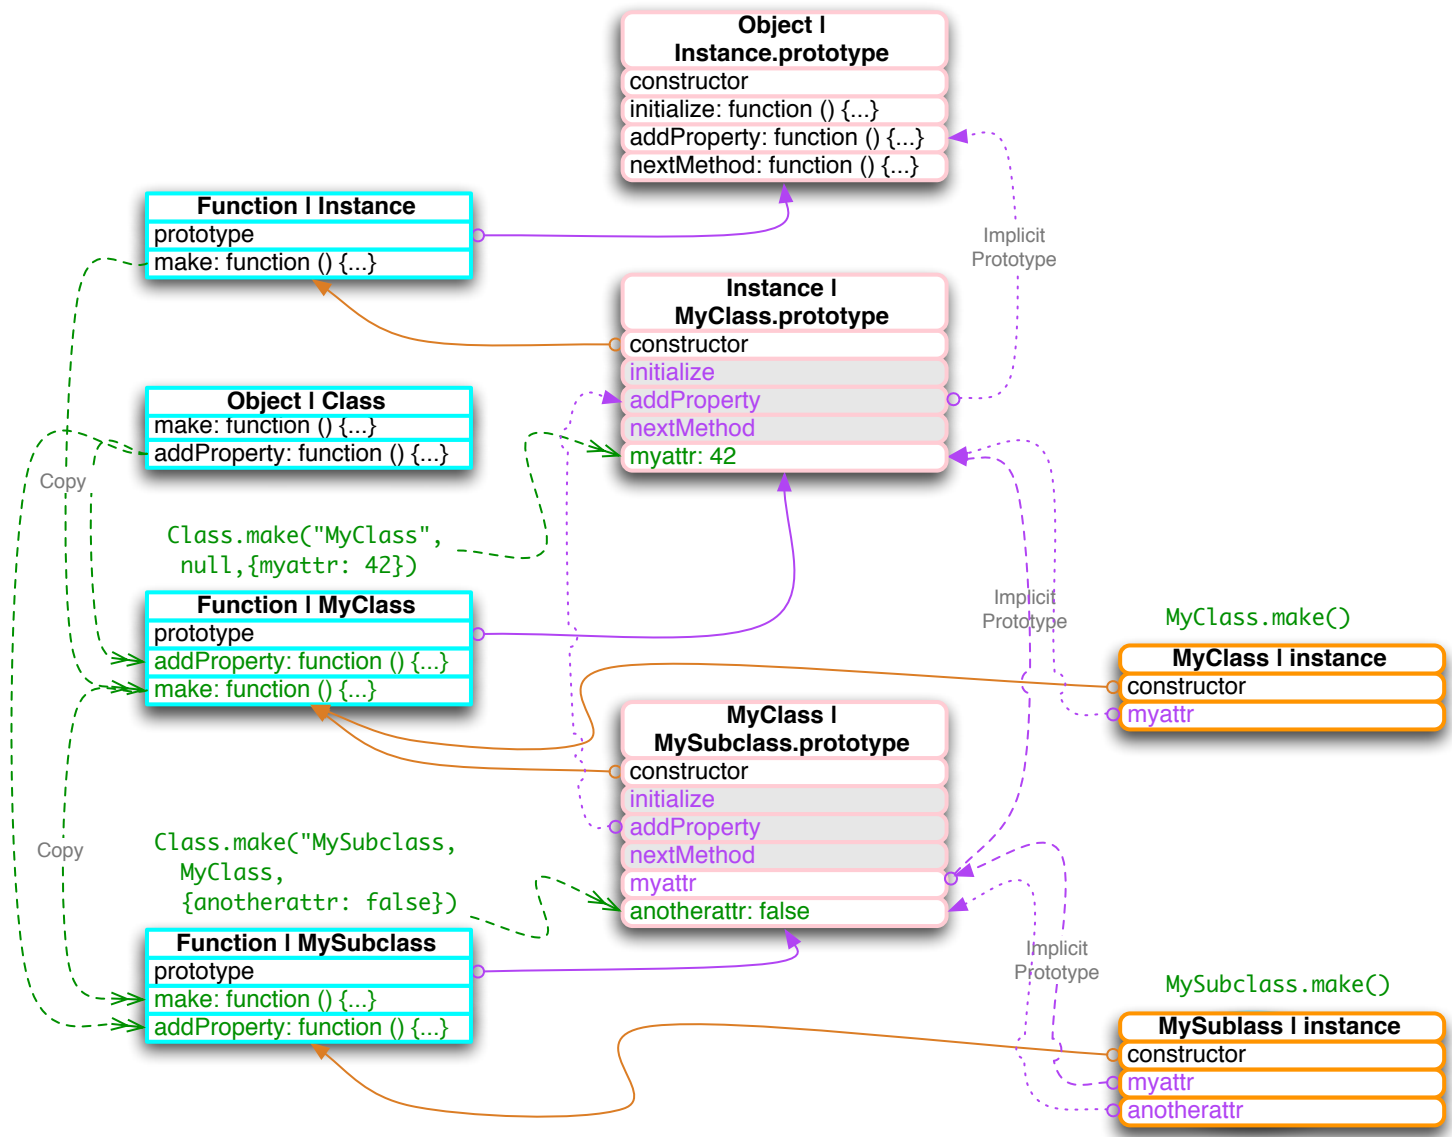 Object |
Instance.prototype
constructor
initialize: function () {...}
addProperty: function () {...}
nextMethod: function () {...}
Function | Instance
prototype
make: function () {...}
Implicit
Prototype
Instance |
MyClass.prototype
constructor
initialize
addProperty
nextMethod
myattr: 42
Object | Class
make: function () {...}
addProperty: function () {...}
Copy
Class.make("MyClass",
null,{myattr: 42})
Function | MyClass
prototype
addProperty: function () {...}
make: function () {...}
Implicit
Prototype
MyClass.make()
MyClass | instance
constructor
myattr
MyClass |
MySubclass.prototype
constructor
initialize
addProperty
nextMethod
myattr
anotherattr: false
Copy
Class.make("MySubclass,
MyClass,
{anotherattr: false})
Function | MySubclass
prototype
make: function () {...}
addProperty: function () {...}
Implicit
Prototype
MySubclass.make()
MySublass | instance
constructor
myattr
anotherattr